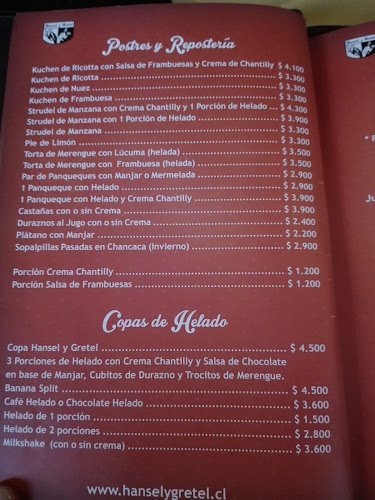 Postres y Repostería
Kuchen de Ricotta con Salsa de Frambuesas y Crema de Chantilly $ 4.100
Kuchen de Ricotta $ 3.300
Kuchen de Nuez $ 3.300
Kuchen de Frambuesa $ 3.300
Strudel de Manzana con Crema Chantilly y 1 Porción de Helado $ 4.300
Strudel de Manzana con 1 Porción de Helado $ 3.900
Strudel de Manzana $ 3.300
Pie de Limón $ 3.300
Torta de Merengue con Lúcuma (helada) $ 3.500
Torta de Merengue con Frambuesa (helada) $ 3.500
Par de Panqueques con Manjar o Mermelada $ 2.900
1 Panqueque con Helado $ 2.900
1 Panqueque con Helado y Crema Chantilly $ 3.900
Castañas con o sin Crema $ 3.900
Duraznos al Jugo con o sin Crema $ 2.400
Plátano con Manjar $ 2.200
Sopaipillas Pasadas en Chancaca (Invierno) $ 2.900
Porción Crema Chantilly $ 1.200
Porción Salsa de Frambuesas $ 1.200
Copas de Helado
Copa Hansel y Gretel $ 4.500
3 Porciones de Helado con Crema Chantilly y Salsa de Chocolate
en base de Manjar, Cubitos de Durazno y Trocitos de Merengue.
Banana Split $ 4.500
Café Helado o Chocolate Helado $ 3.600
Helado de 1 porción $ 1.500
Helado de 2 porciones $ 2.800
Milkshake (con o sin crema) $ 3.600
www.hanselygretel.cl